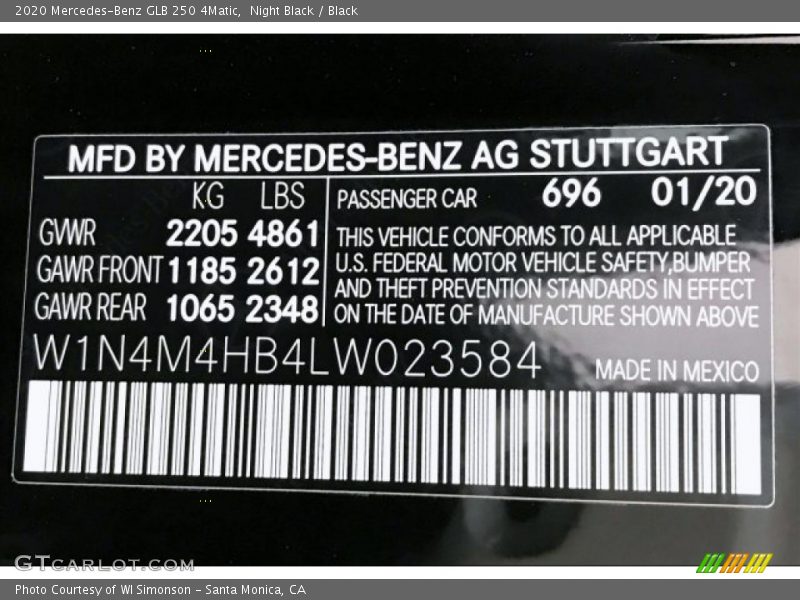 2020 Mercedes-Benz GLB 250 4Matic,  Night Black / Black
MFD BY MERCEDES-BENZ AG STUTTGART
KG LBS
GVWR 2205 4861
GAWR FRONT 1185 2612
GAWR REAR 1065 2348
PASSENGER CAR 696 01/20
THIS VEHICLE CONFORMS TO ALL APPLICABLE
U.S. FEDERAL MOTOR VEHICLE SAFETY,BUMPER
AND THEFT PREVENTION STANDARDS IN EFFECT
ON THE DATE OF MANUFACTURE SHOWN ABOVE
W1N4M4HB4LW023584
MADE IN MEXICO
GTCARLOT.COM
Photo Courtesy of WI Simonson - Santa Monica, CA